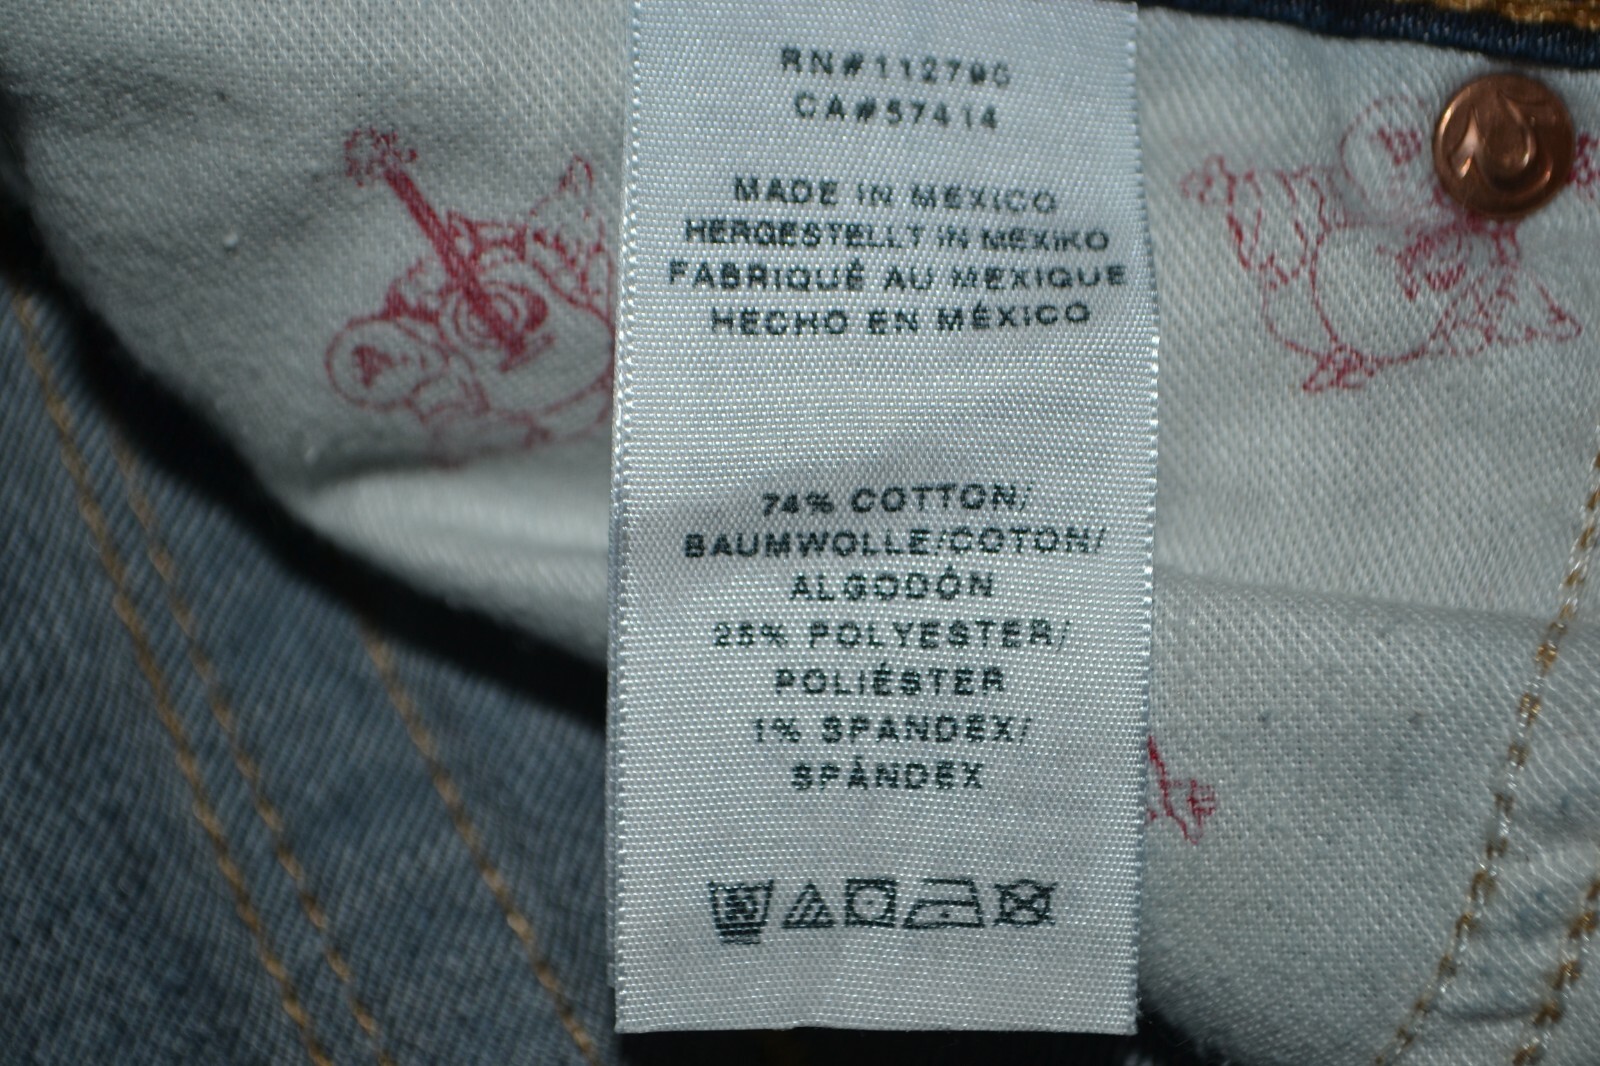 RN#112790
CA#57414
MADE IN MEXICO
HERGESTELLT IN MEXIKO
FABRIQUÉ AU MEXIQUE
HECHO EN MÉXICO
74% COTTON/
BAUMWOLLE/COTON/
ALGODÓN
25% POLYESTER/
POLIÉSTER
1% SPANDEX/
SPÁNDEX
30